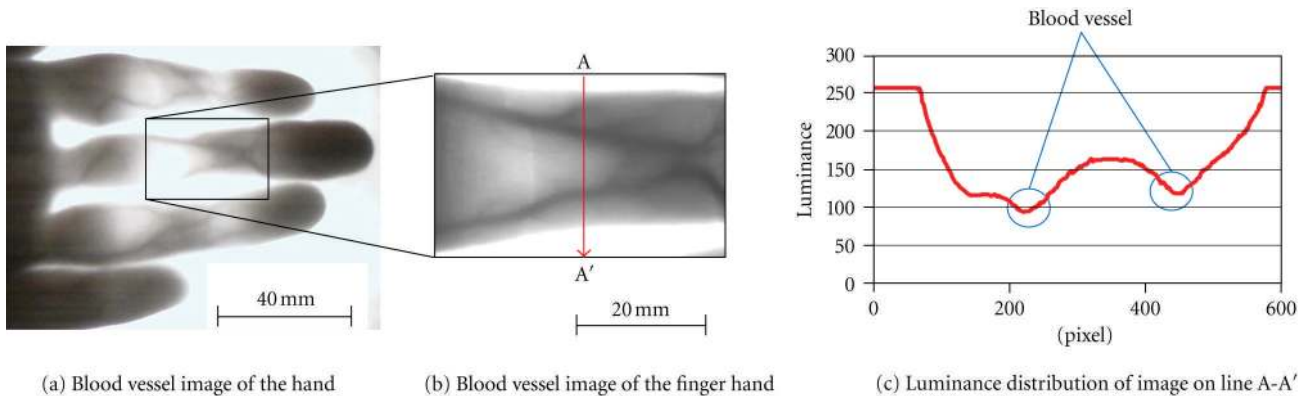 40 mm
(a) Blood vessel image of the hand
A
A′
20 mm
(b) Blood vessel image of the finger hand
Blood vessel
300
250
200
150
100
50
0
Luminance
0 200 400 600
(pixel)
(c) Luminance distribution of image on line A-A′